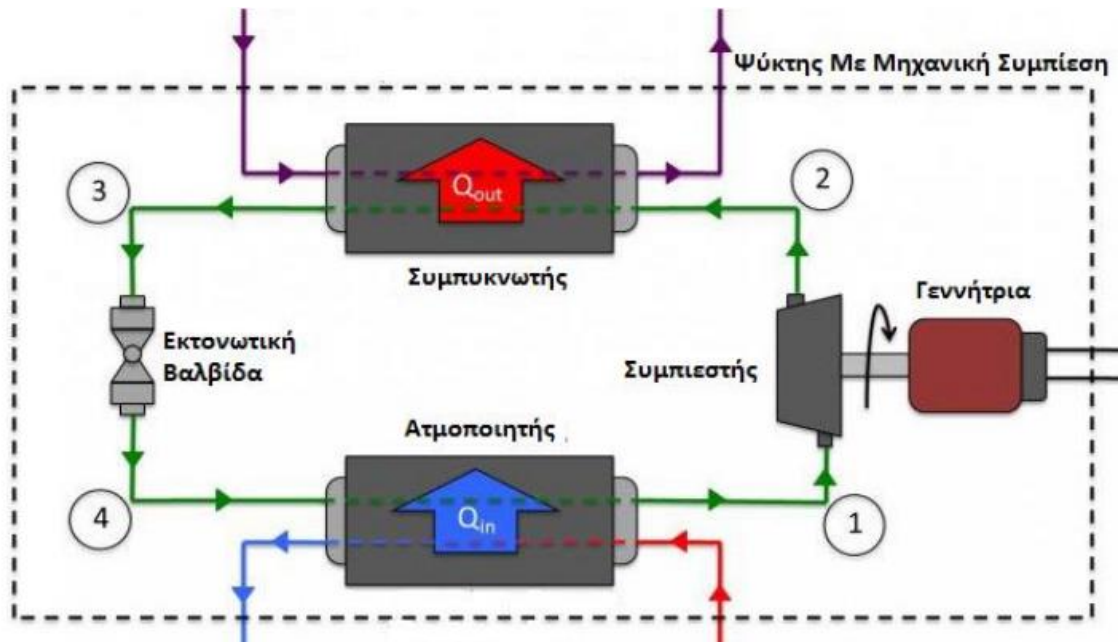 Ψύκτης Με Μηχανική Συμπίεση
3
Qout
2
Συμπυκνωτής
Γεννήτρια
Εκτονωτική
Βαλβίδα
Συμπιεστής
Ατμοποιητής
4
Qin
1